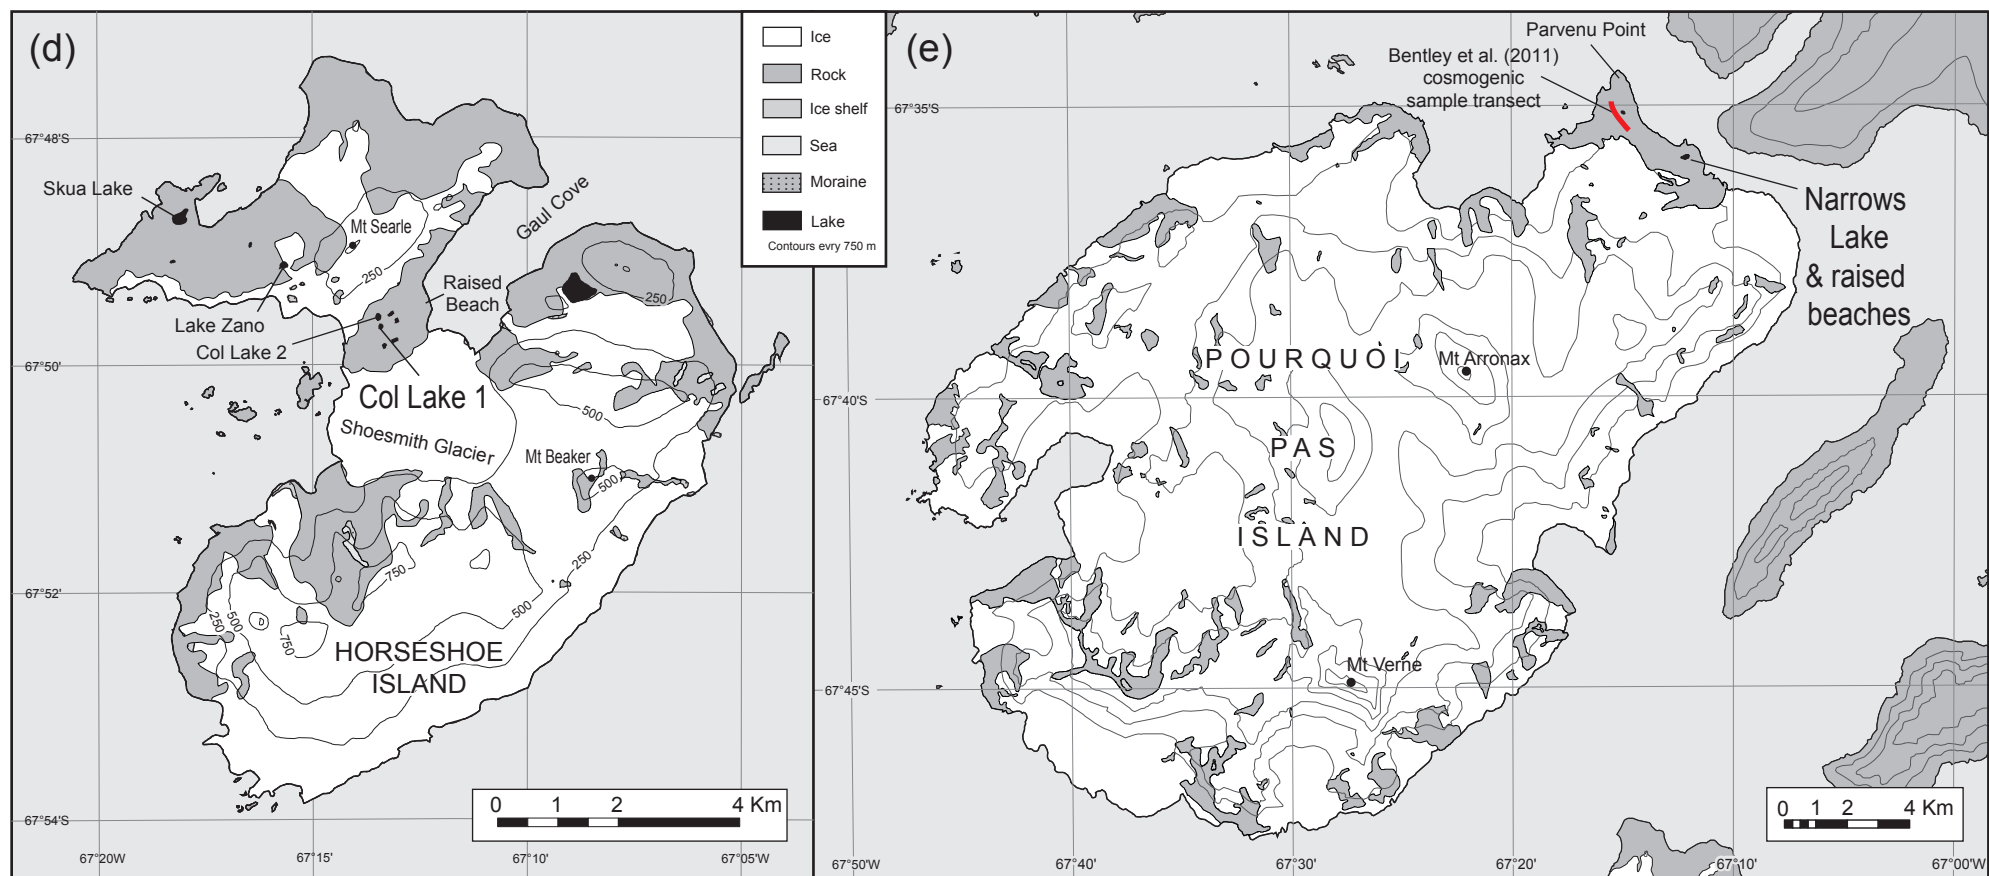 (d)
67°48'S
Skua Lake
Mt Searle
250
Gaul Cove
Raised
Beach
250
Lake Zano
Col Lake 2
67°50'
Col Lake 1
500
Shoesmith Glacier
Mt Beaker
500
750
250
67°52'
500
250
500
750
HORSESHOE
ISLAND
0 1 2 4 Km
67°54'S
67°20W
67°15'
67°10'
67°05'W
Ice
Rock
Ice shelf
Sea
Moraine
Lake
Contours evry 750 m
(e)
Parvenu Point
Bentley et al. (2011)
cosmogenic
sample transect
67°35'S
Narrows
Lake
& raised
beaches
POURQUOI
Mt Arronax
67°40'S
PAS
ISLAND
Mt Verne
67°45'S
0 1 2 4 Km
67°50'W
67°40'
67°30'
67°20'
67°10'
67°00'W